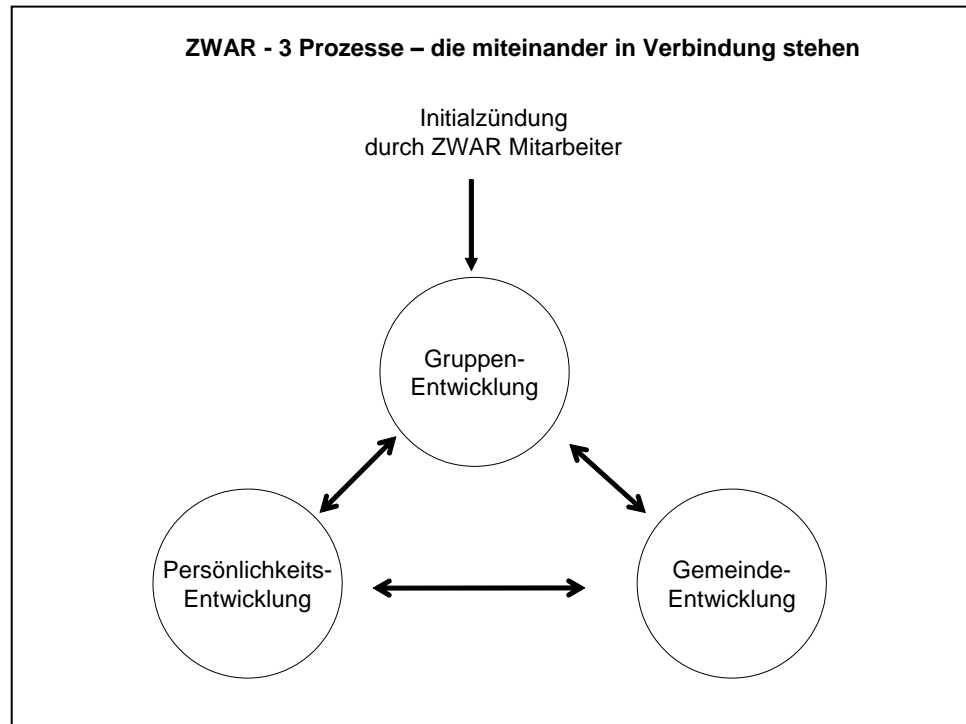 ZWAR - 3 Prozesse – die miteinander in Verbindung stehen
Initialzündung
durch ZWAR Mitarbeiter
Gruppen-
Entwicklung
Persönlichkeits-
Entwicklung
Gemeinde-
Entwicklung